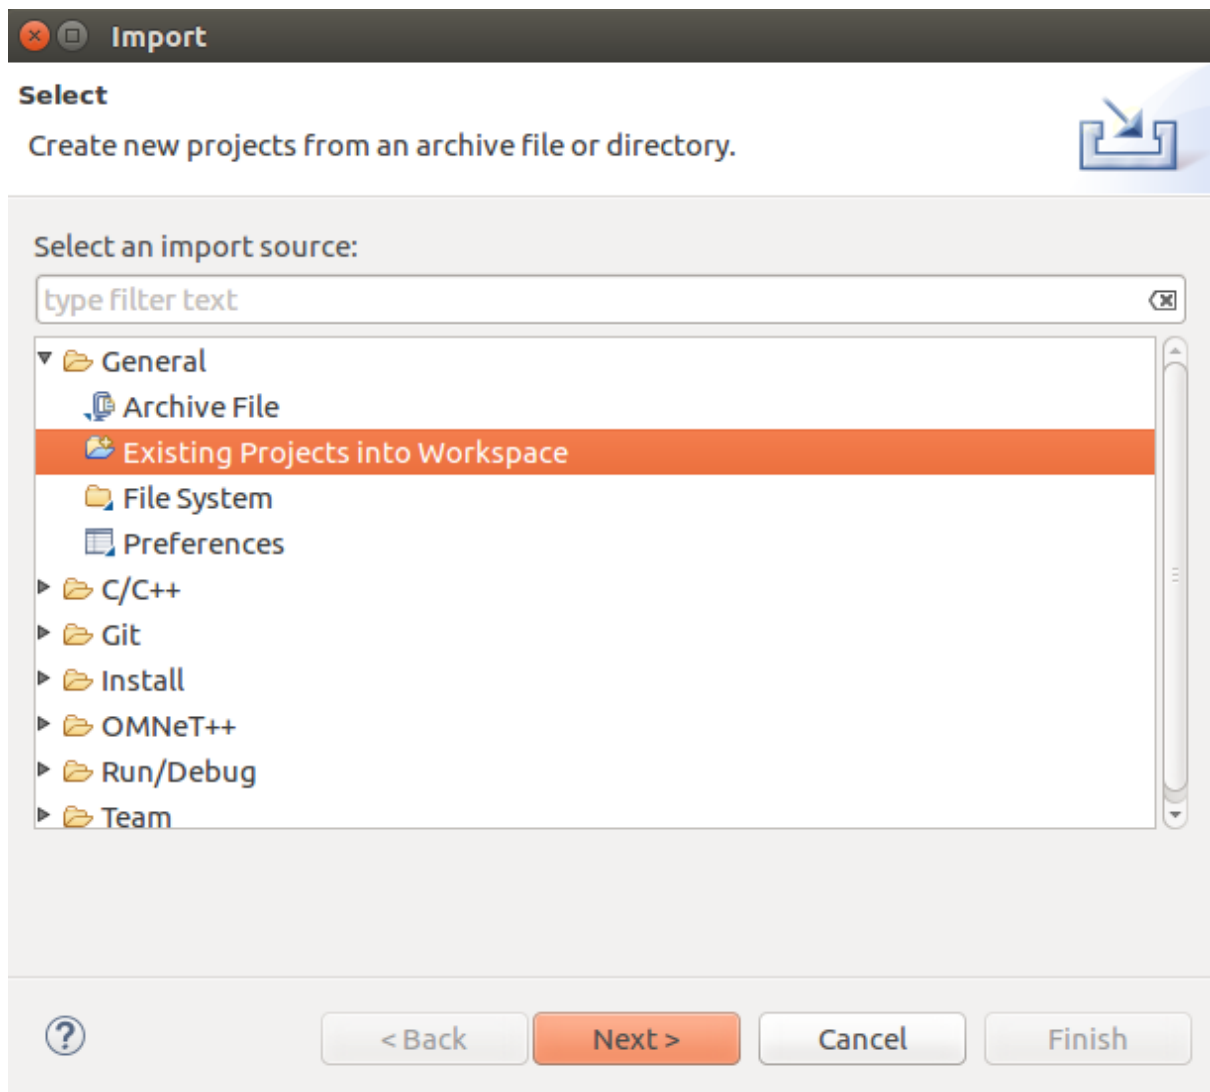 Import
Select
Create new projects from an archive file or directory.
Select an import source:
type filter text
General
Archive File
Existing Projects into Workspace
File System
Preferences
C/C++
Git
Install
OMNeT++
Run/Debug
Team
? < Back Next > Cancel Finish